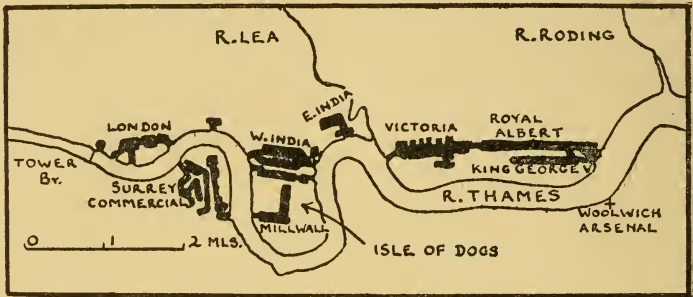 R. LEA
R. RODING
LONDON
E. INDIA
W. INDIA
VICTORIA
ROYAL
ALBERT
KING GEORGE V
TOWER
BR.
SURREY
COMMERCIAL
R. THAMES
MILLWALL
WOOLWICH
ARSENAL
0 1 2 MLS.
ISLE OF DOGS